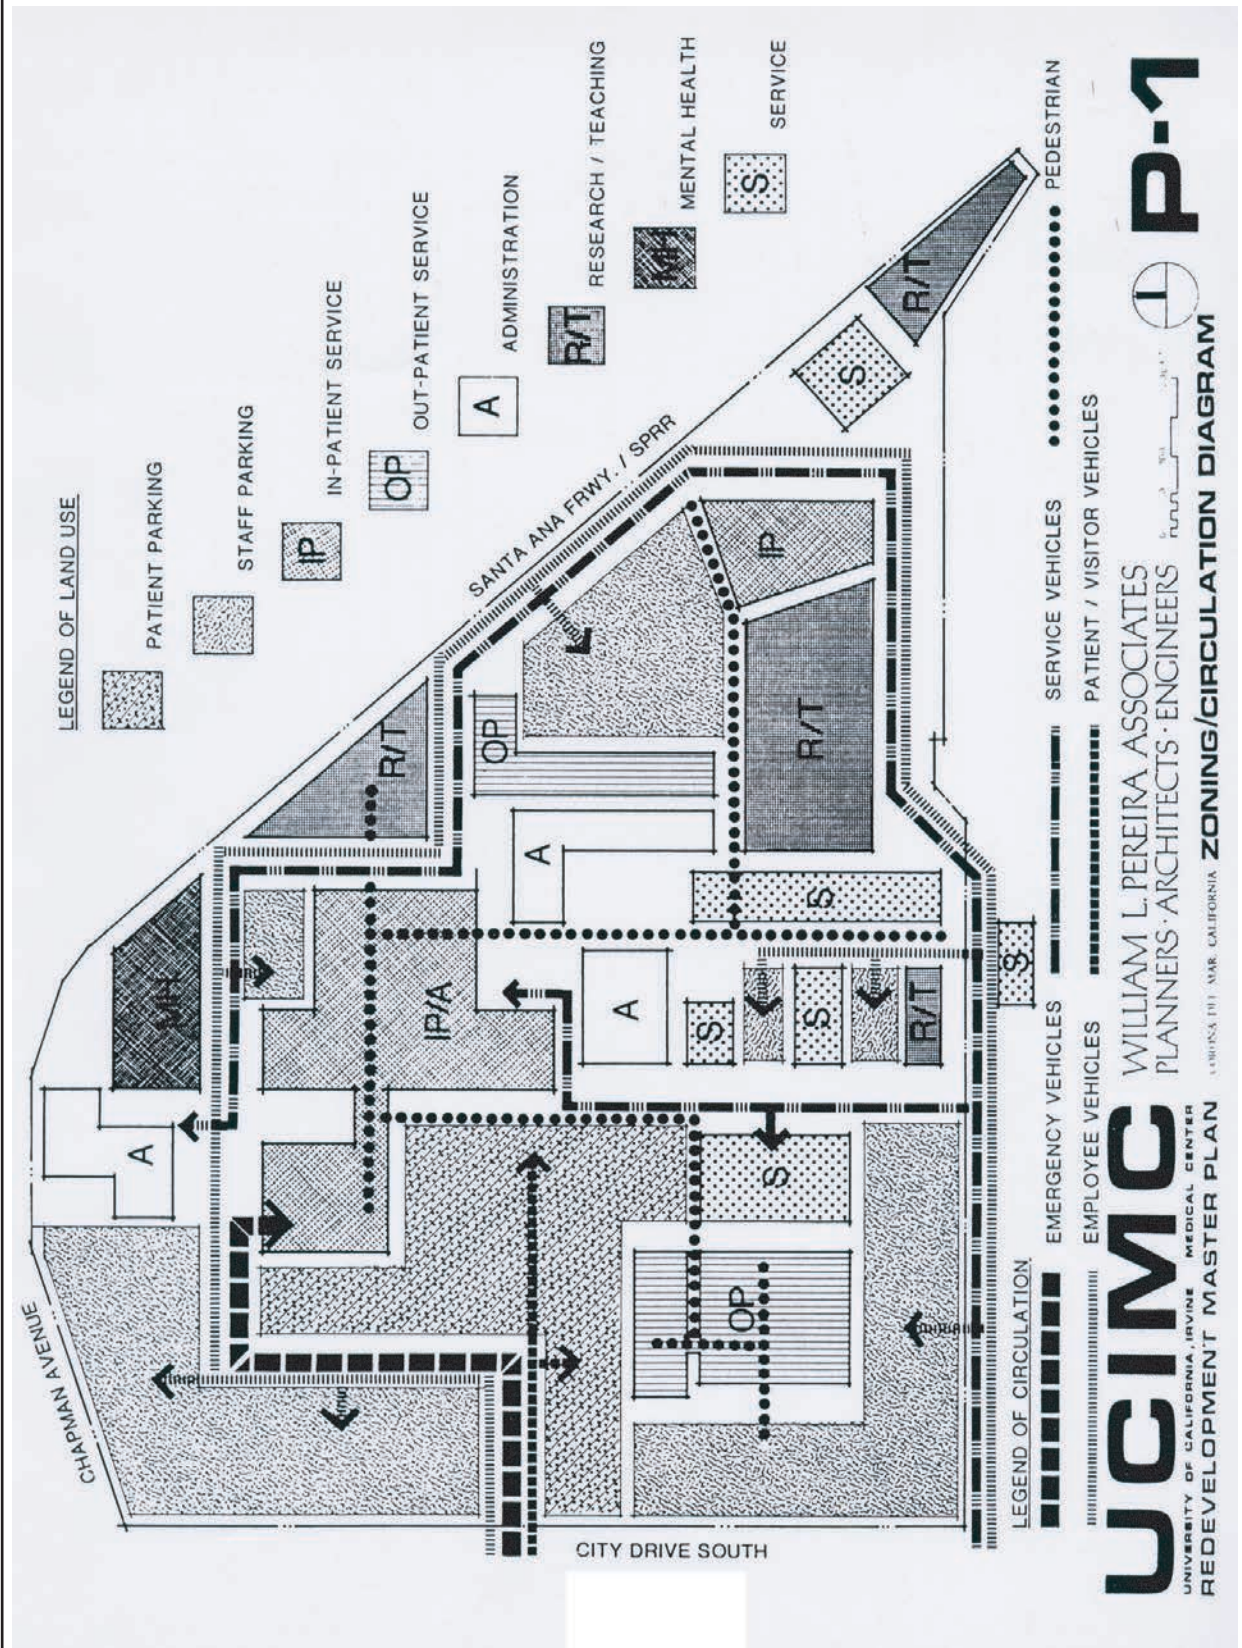 LEGEND OF LAND USE
PATIENT PARKING
STAFF PARKING
IP IN-PATIENT SERVICE
OP OUT-PATIENT SERVICE
A ADMINISTRATION
R/T RESEARCH / TEACHING
MH MENTAL HEALTH
S SERVICE
CHAPMAN AVENUE
SANTA ANA FRWY. / SPRR
CITY DRIVE SOUTH
A
MH
R/T
IP/A
OP
A
A
OP
S
S
S
S
R/T
S
S
R/T
IP
S
R/T
LEGEND OF CIRCULATION
EMERGENCY VEHICLES
SERVICE VEHICLES
PEDESTRIAN
EMPLOYEE VEHICLES
PATIENT / VISITOR VEHICLES
UCIMC
UNIVERSITY OF CALIFORNIA, IRVINE MEDICAL CENTER
REDEVELOPMENT MASTER PLAN
WILLIAM L. PEREIRA ASSOCIATES
PLANNERS·ARCHITECTS·ENGINEERS
CORONA DEL MAR, CALIFORNIA
ZONING/CIRCULATION DIAGRAM
P-1